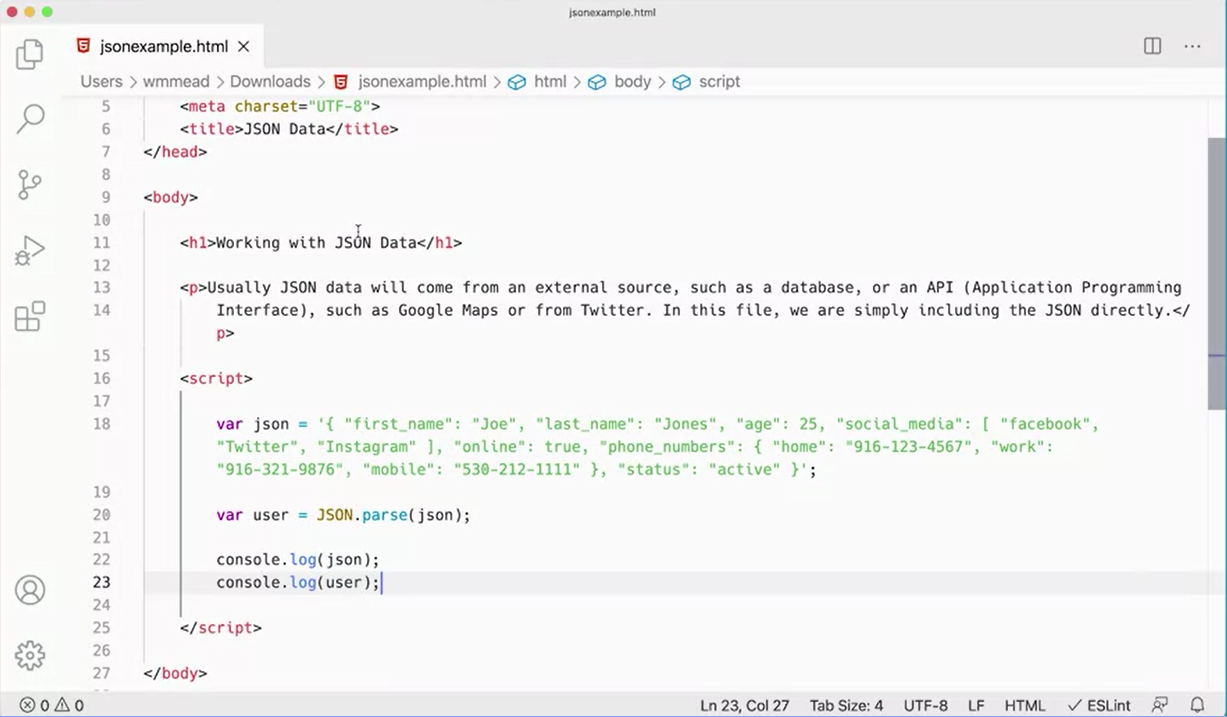 jsonexample.html
jsonexample.html
Users > wmmead > Downloads > jsonexample.html > html > body > script
5 <meta charset="UTF-8">
6 <title>JSON Data</title>
7 </head>
8
9 <body>
10
11 <h1>Working with JSON Data</h1>
12
13 <p>Usually JSON data will come from an external source, such as a database, or an API (Application Programming
14 Interface), such as Google Maps or from Twitter. In this file, we are simply including the JSON directly.</
p>
15
16 <script>
17
18 var json = '{ "first_name": "Joe", "last_name": "Jones", "age": 25, "social_media": [ "facebook",
"Twitter", "Instagram" ], "online": true, "phone_numbers": { "home": "916-123-4567", "work":
"916-321-9876", "mobile": "530-212-1111" }, "status": "active" }';
19
20 var user = JSON.parse(json);
21
22 console.log(json);
23 console.log(user);
24
25 </script>
26
27 </body>
0 0 Ln 23, Col 27 Tab Size: 4 UTF-8 LF HTML ESLint